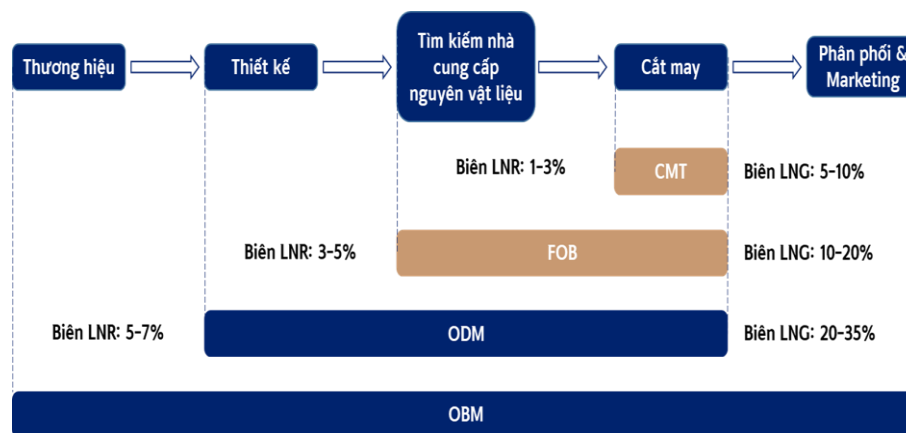 Thương hiệu
Thiết kế
Tìm kiếm nhà
cung cấp
nguyên vật liệu
Cắt may
Phân phối &
Marketing
Biên LNR: 1-3%
CMT
Biên LNG: 5-10%
Biên LNR: 3-5%
FOB
Biên LNG: 10-20%
Biên LNR: 5-7%
ODM
Biên LNG: 20-35%
OBM